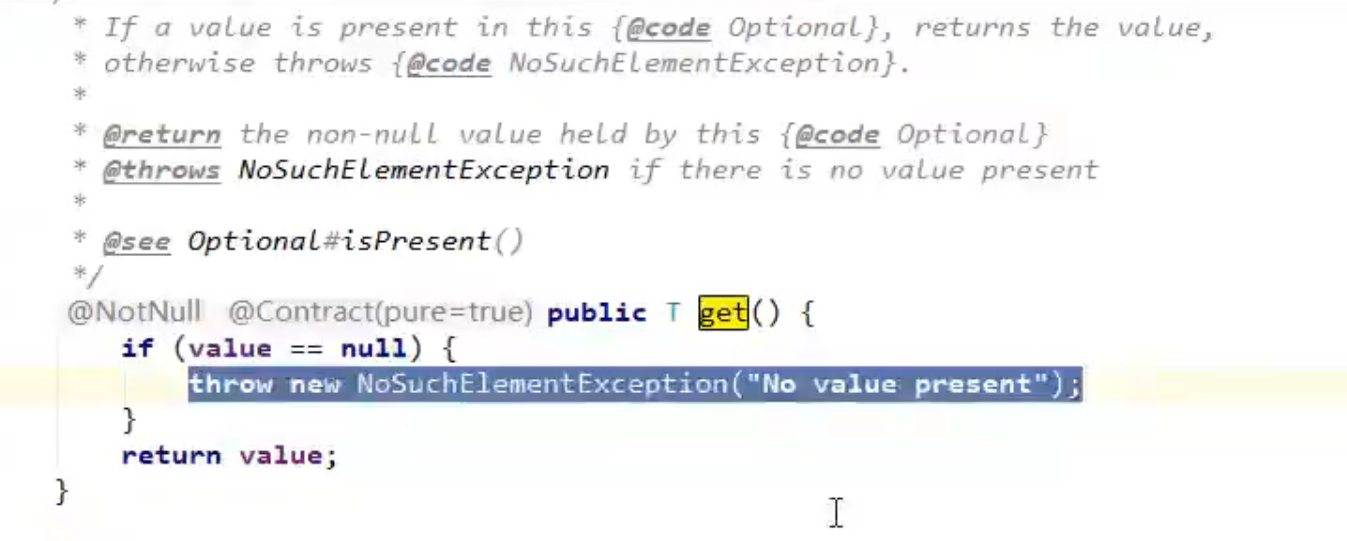 * If a value is present in this {@code Optional}, returns the value,
* otherwise throws {@code NoSuchElementException}.
*
* @return the non-null value held by this {@code Optional}
* @throws NoSuchElementException if there is no value present
*
* @see Optional#isPresent()
*/
@NotNull @Contract(pure=true) public T get() {
if (value == null) {
throw new NoSuchElementException("No value present");
}
return value;
}